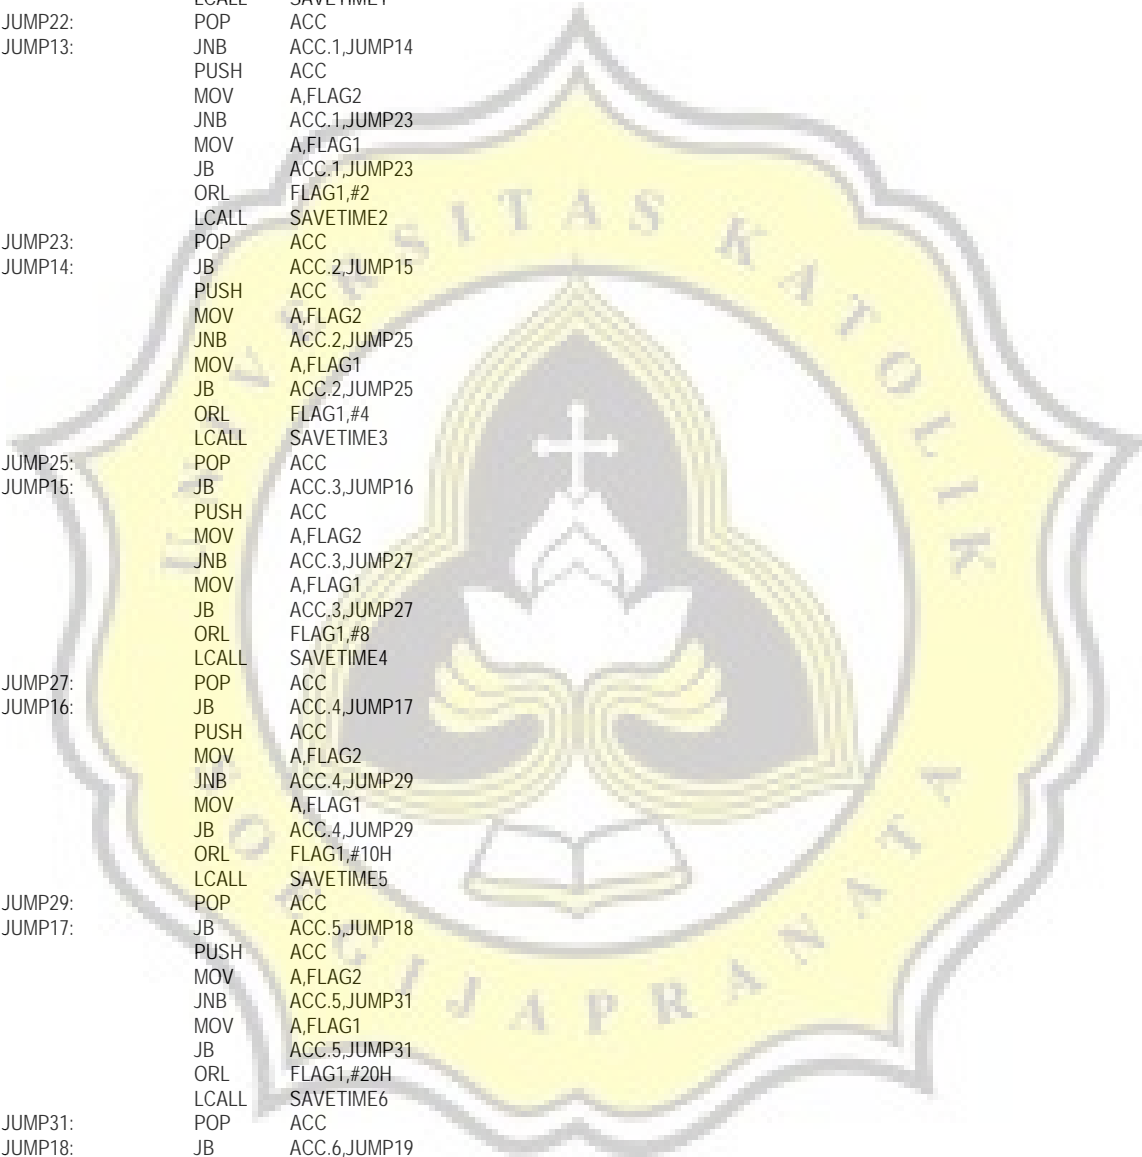 LCALL SAVETIME1
JUMP22: POP ACC
JUMP13: JNB ACC.1,JUMP14
PUSH ACC
MOV A,FLAG2
JNB ACC.1,JUMP23
MOV A,FLAG1
JB ACC.1,JUMP23
ORL FLAG1,#2
LCALL SAVETIME2
JUMP23: POP ACC
JUMP14: JB ACC.2,JUMP15
PUSH ACC
MOV A,FLAG2
JNB ACC.2,JUMP25
MOV A,FLAG1
JB ACC.2,JUMP25
ORL FLAG1,#4
LCALL SAVETIME3
JUMP25: POP ACC
JUMP15: JB ACC.3,JUMP16
PUSH ACC
MOV A,FLAG2
JNB ACC.3,JUMP27
MOV A,FLAG1
JB ACC.3,JUMP27
ORL FLAG1,#8
LCALL SAVETIME4
JUMP27: POP ACC
JUMP16: JB ACC.4,JUMP17
PUSH ACC
MOV A,FLAG2
JNB ACC.4,JUMP29
MOV A,FLAG1
JB ACC.4,JUMP29
ORL FLAG1,#10H
LCALL SAVETIME5
JUMP29: POP ACC
JUMP17: JB ACC.5,JUMP18
PUSH ACC
MOV A,FLAG2
JNB ACC.5,JUMP31
MOV A,FLAG1
JB ACC.5,JUMP31
ORL FLAG1,#20H
LCALL SAVETIME6
JUMP31: POP ACC
JUMP18: JB ACC.6,JUMP19
UNIVERSITAS KATOLIK
SOEGIJAPRANATA